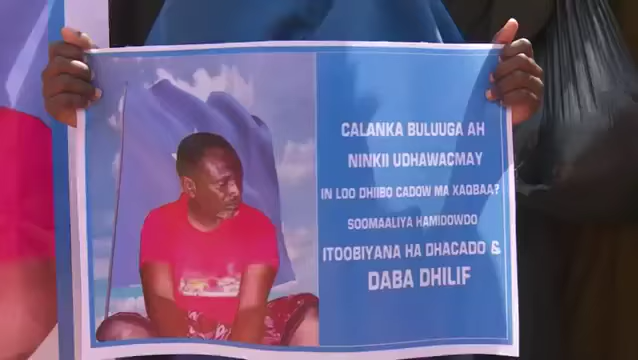 CALANKA BULUUGA AH
NINKII UDHAWACMAY
IN LOO DHIIBO CADOW MA XAQBAA?
SOOMAALIYA HAMIDOWDO
ITOOBIYANA HA DHACADO &
DABA DHILIF